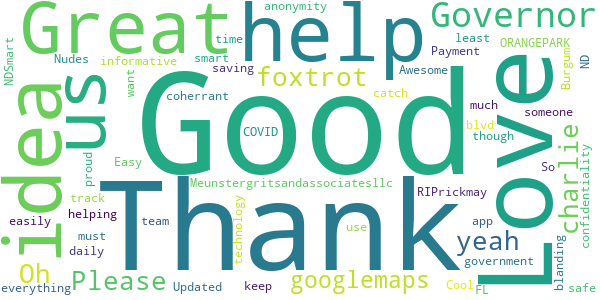 Great
help
anonymity
Governor
time
least
ORANGEPARK
Nudes
informative
smart
Payment
NDSmart
saving
foxtrot
Awesome
Burgum
ND
idea
us
want
coherrant
Good
catch
much
someone
COVID
blvd
though
Love
proud
Easy
charlie
So
confidentiality
Meunstergritsandassociatesllc
RIPrickmay
track
Thank
easily
helping
team
technology
use
app
yeah
must
daily
government
blanding
Oh
Please
googlemaps
Cool
FL
everything
Updated
keep
safe